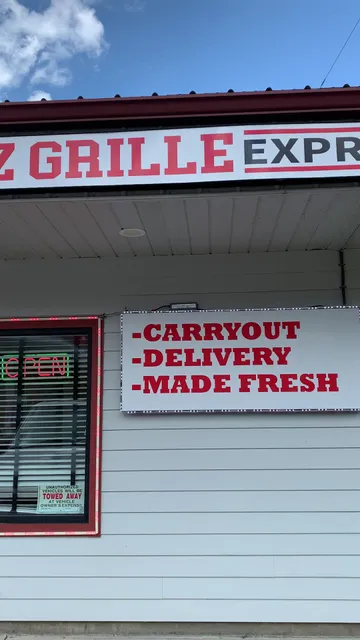 Z GRILLE EXPR
-CARRYOUT
-DELIVERY
-MADE FRESH
OPEN
UNAUTHORIZED
VEHICLES WILL BE
TOWED AWAY
AT VEHICLE
OWNER'S EXPENSE